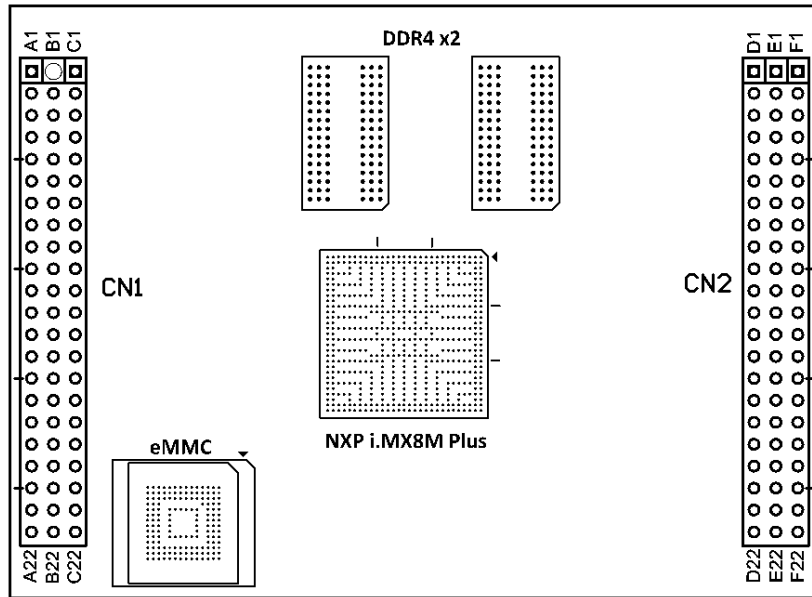 A1
B1
C1
DDR4 x2
D1
E1
F1
CN1
CN2
NXP i.MX8M Plus
eMMC
A22
B22
C22
D22
E22
F22